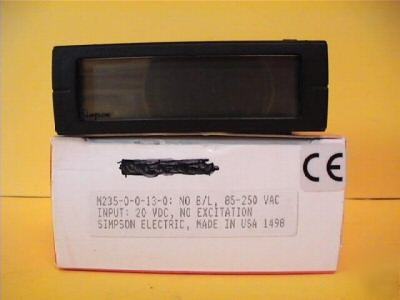 Simpson
M235-0-0-13-0: NO B/L, 85-250 VAC
INPUT: 20 VDC, NO EXCITATION
SIMPSON ELECTRIC, MADE IN USA 1498
CE